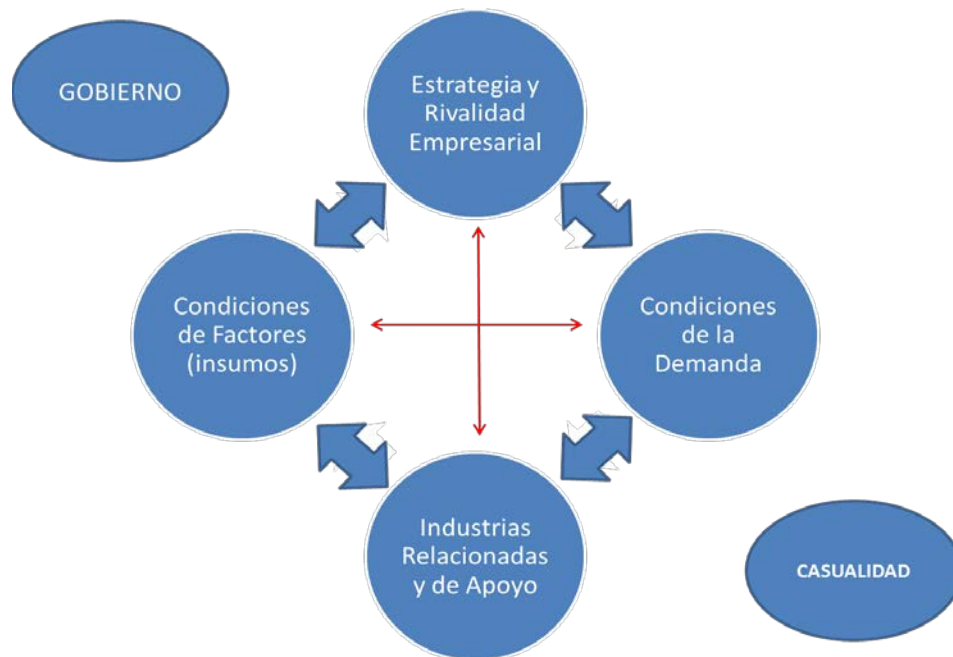 GOBIERNO
Estrategia y
Rivalidad
Empresarial
Condiciones
de Factores
(insumos)
Condiciones
de la
Demanda
Industrias
Relacionadas
y de Apoyo
CASUALIDAD